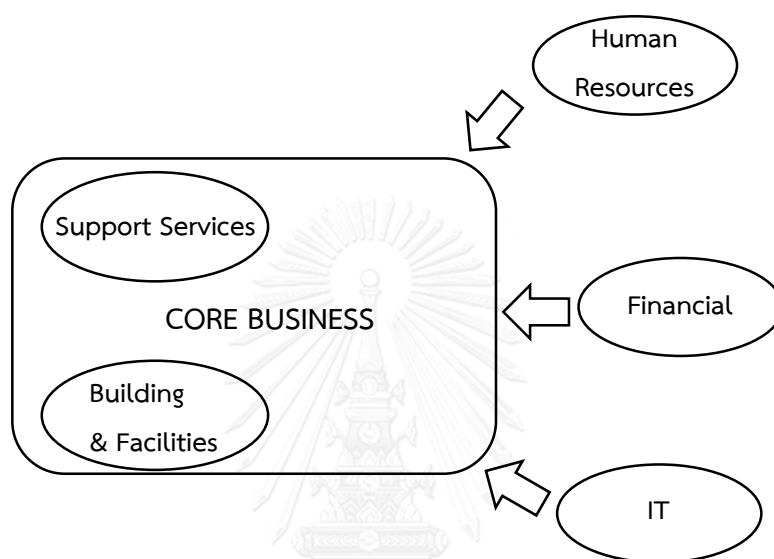 Human
Resources
Support Services
CORE BUSINESS
Financial
Building
& Facilities
IT